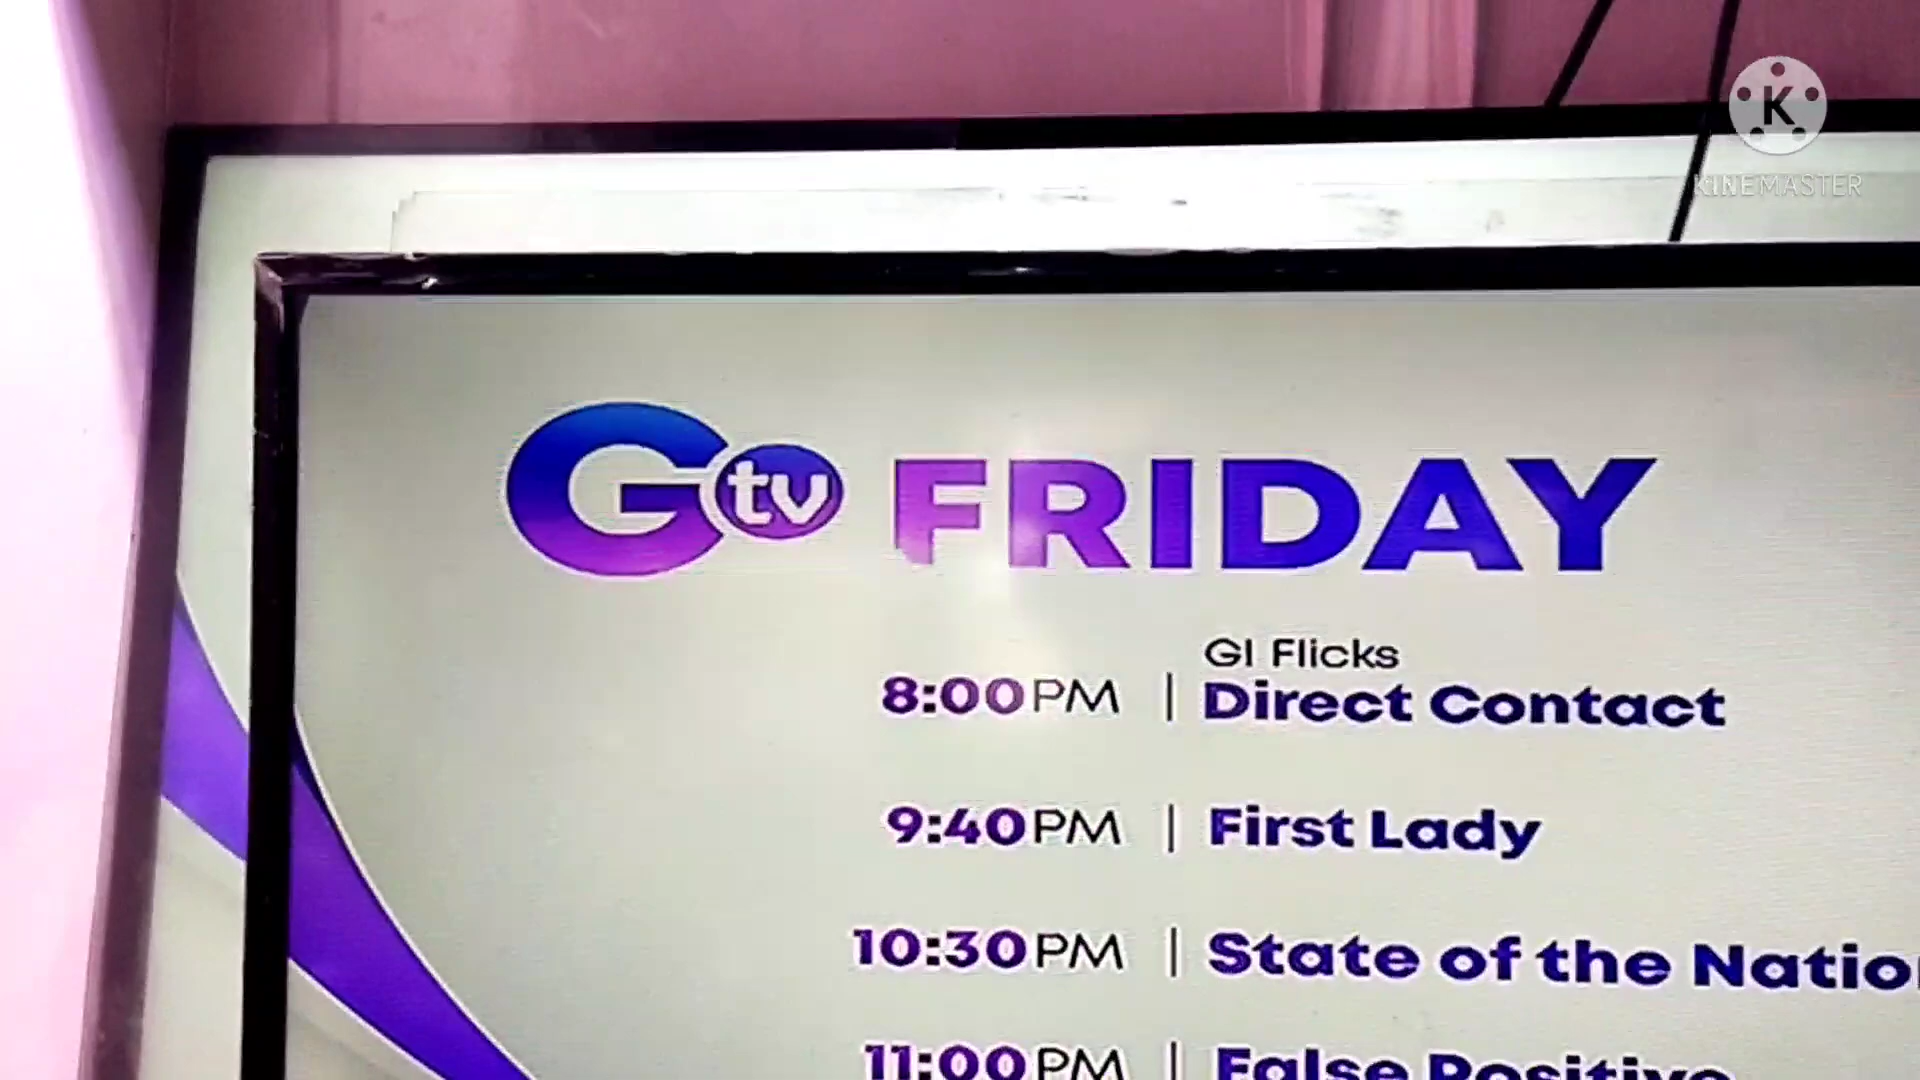 K
KINEMASTER
Gtv FRIDAY
GI Flicks
8:00PM | Direct Contact
9:40PM | First Lady
10:30PM | State of the Natio
11:00PM | False Positive